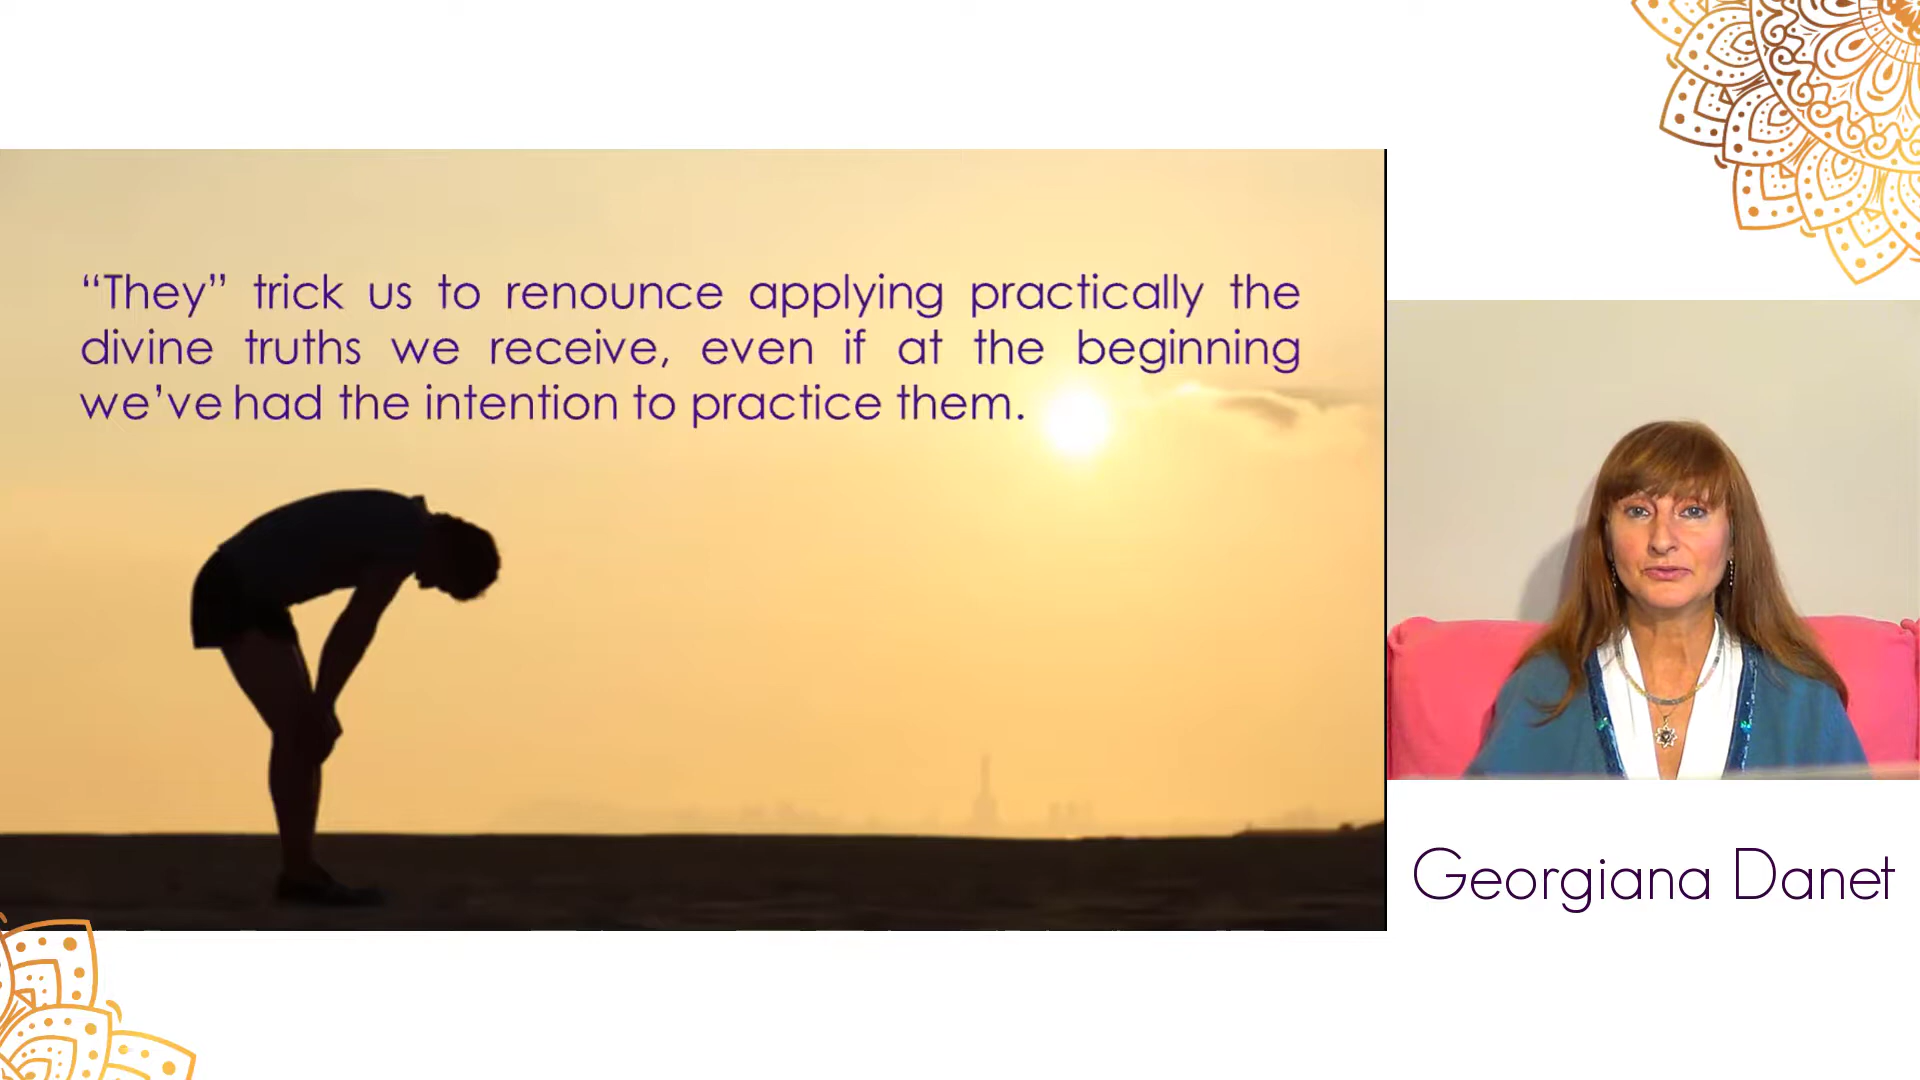 “They” trick us to renounce applying practically the
divine truths we receive, even if at the beginning
we’ve had the intention to practice them.
Georgiana Danet